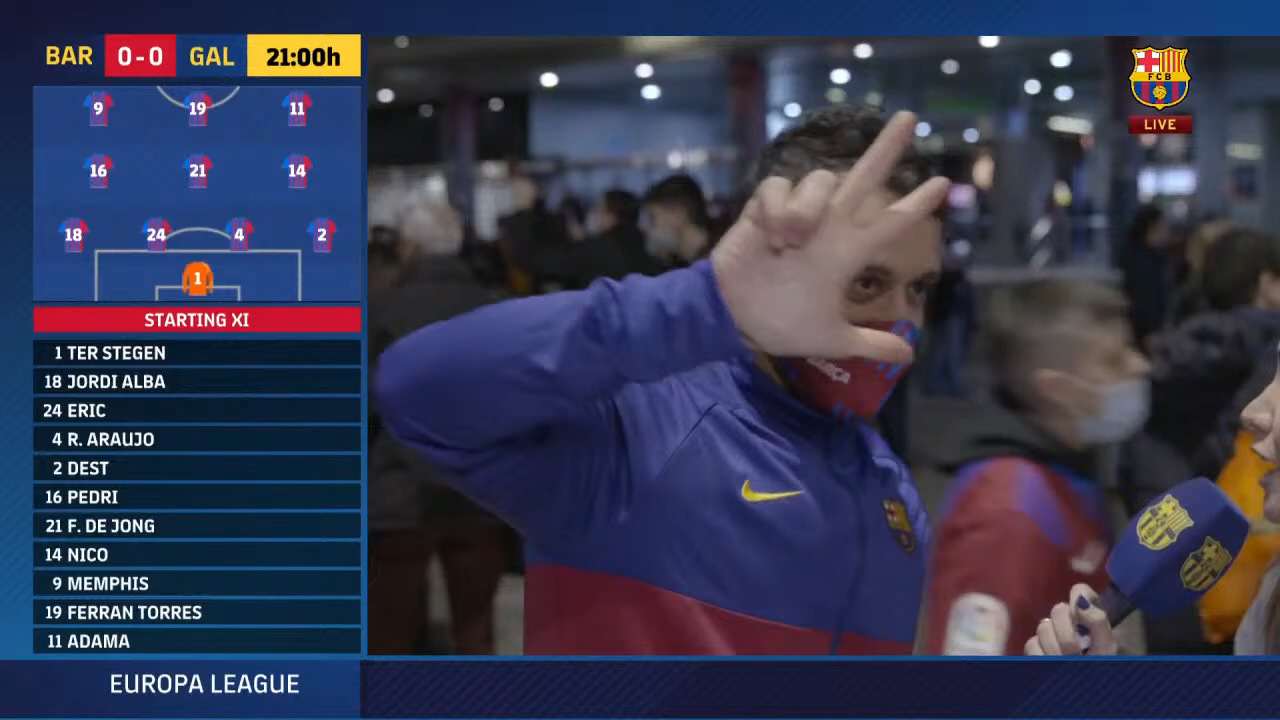 BAR 0-0 GAL 21:00h
9 19 11
16 21 14
18 24 4 2
1
STARTING XI
1 TER STEGEN
18 JORDI ALBA
24 ERIC
4 R. ARAUJO
2 DEST
16 PEDRI
21 F. DE JONG
14 NICO
9 MEMPHIS
19 FERRAN TORRES
11 ADAMA
EUROPA LEAGUE
FCB
LIVE